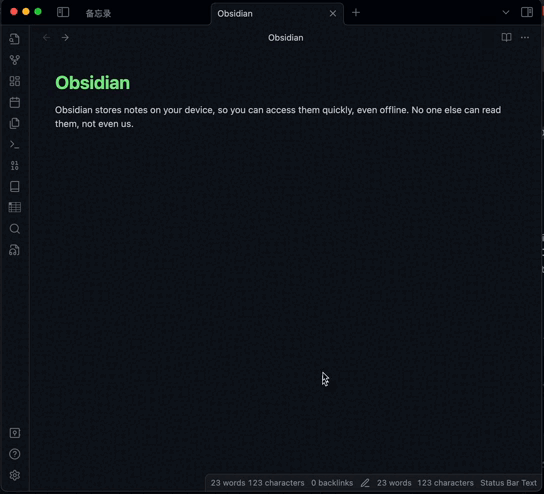 备忘录
Obsidian
Obsidian
Obsidian
Obsidian stores notes on your device, so you can access them quickly, even offline. No one else can read
them, not even us.
23 words 123 characters 0 backlinks 23 words 123 characters Status Bar Text